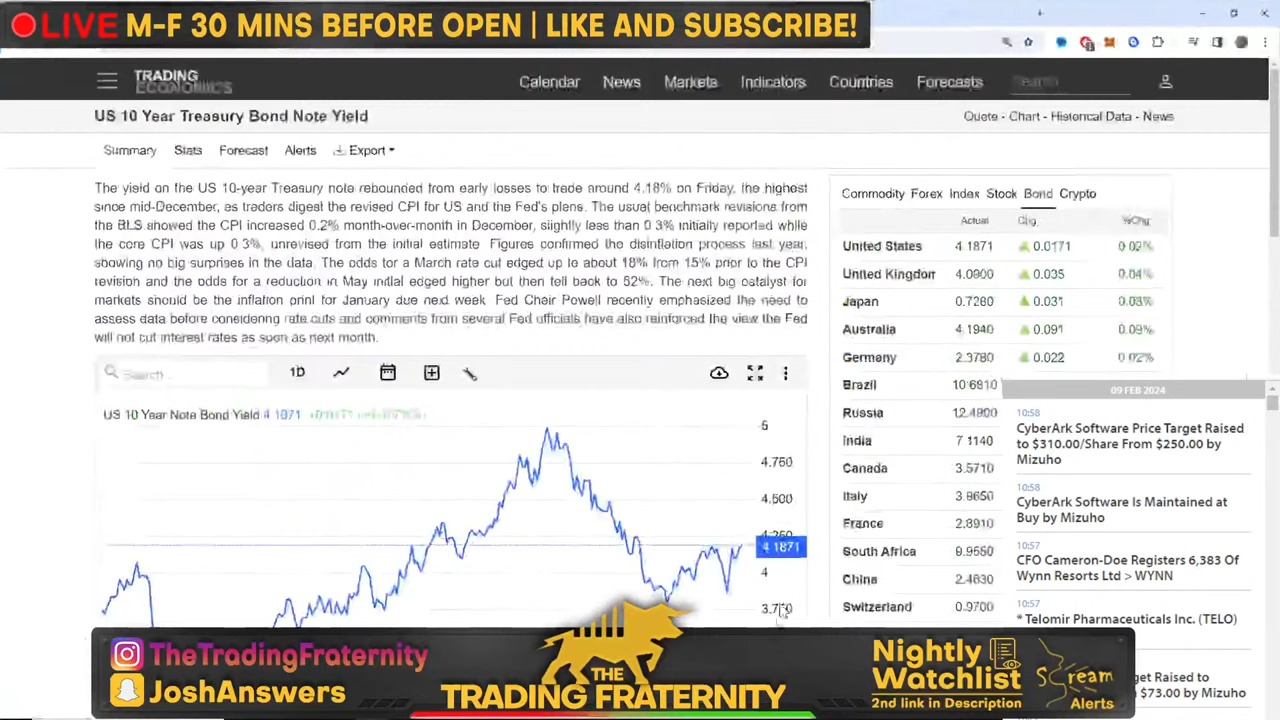 LIVE M-F 30 MINS BEFORE OPEN | LIKE AND SUBSCRIBE!
TRADING
ECONOMICS
Calendar News Markets Indicators Countries Forecasts Search
US 10 Year Treasury Bond Note Yield
Quote - Chart - Historical Data - News
Summary Stats Forecast Alerts Export
The yield on the US 10-year Treasury note rebounded from early losses to trade around 4.18% on Friday, the highest
since mid-December, as traders digest the revised CPI for US and the Fed's plans. The usual benchmark revisions from
the BLS showed the CPI increased 0.2% month-over-month in December, slightly less than 0.3% initially reported while
the core CPI was up 0.3%, unrevised from the initial estimate. Figures confirmed the disinflation process last year,
showing no big surprises in the data. The odds for a March rate cut edged up to about 18% from 15% prior to the CPI
revision and the odds for a reduction in May initial edged higher but then fell back to 52%. The next big catalyst for
markets should be the inflation print for January due next week. Fed Chair Powell recently emphasized the need to
assess data before considering rate cuts and comments from several Fed officials have also reinforced the view the Fed
will not cut interest rates as soon as next month.
Search...
1D
US 10 Year Note Bond Yield 4.1871
5
4.750
4.500
4.250
4.1871
4
3.750
Commodity Forex Index Stock Bond Crypto
Actual Chg %Chg
United States 4.1871 0.0171 0.02%
United Kingdom 4.0900 0.035 0.04%
Japan 0.7280 0.031 0.03%
Australia 4.1940 0.091 0.09%
Germany 2.3780 0.022 0.02%
Brazil 10.6810
Russia 12.4800
India 7.1140
Canada 3.5710
Italy 3.9650
France 2.8910
South Africa 9.9550
China 2.4630
Switzerland 0.9700
09 FEB 2024
10:58
CyberArk Software Price Target Raised
to $310.00/Share From $250.00 by
Mizuho
10:58
CyberArk Software Is Maintained at
Buy by Mizuho
10:57
CFO Cameron-Doe Registers 6,383 Of
Wynn Resorts Ltd > WYNN
10:57
* Telomir Pharmaceuticals Inc. (TELO)
get Raised to
$73.00 by Mizuho
TheTradingFraternity
JoshAnswers
THE
TRADING FRATERNITY
Nightly
Watchlist
2nd link in Description
Scream
Alerts